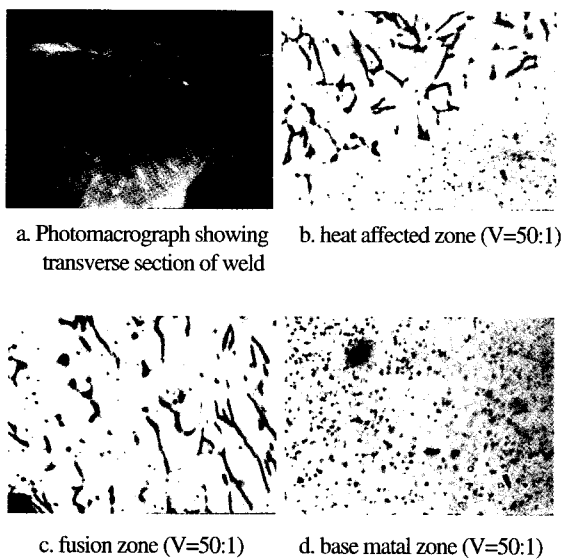 a. Photomacrograph showing
transverse section of weld
b. heat affected zone (V=50:1)
c. fusion zone (V=50:1)
d. base matal zone (V=50:1)